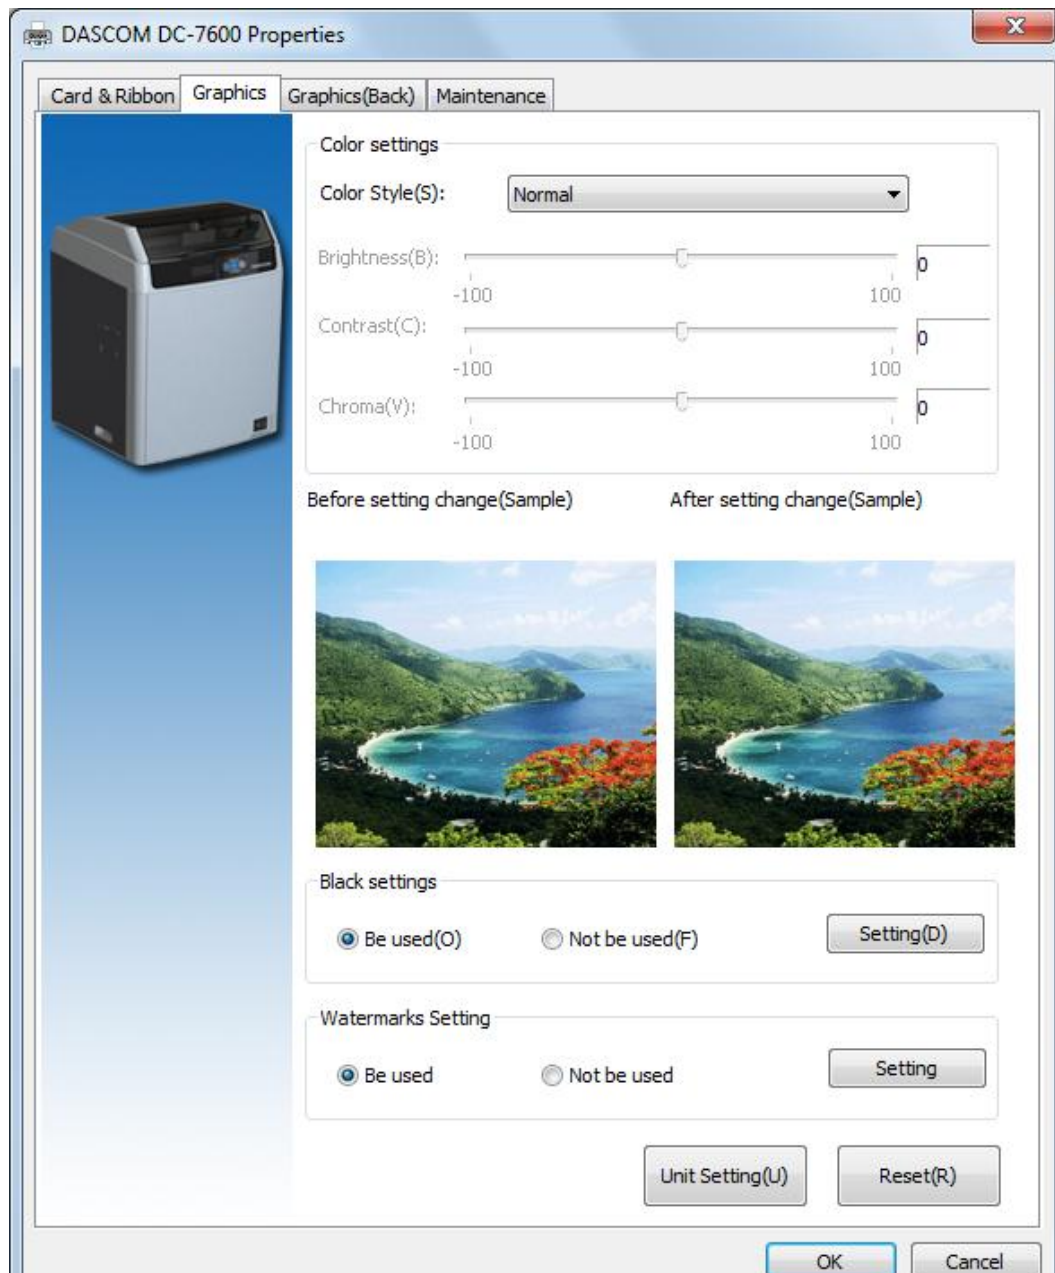 DASCOM DC-7600 Properties
Card & Ribbon Graphics Graphics(Back) Maintenance
Color settings
Color Style(S): Normal
Brightness(B): 0
-100 100
Contrast(C): 0
-100 100
Chroma(V): 0
-100 100
Before setting change(Sample) After setting change(Sample)
Black settings
Be used(O) Not be used(F) Setting(D)
Watermarks Setting
Be used Not be used Setting
Unit Setting(U) Reset(R)
OK Cancel